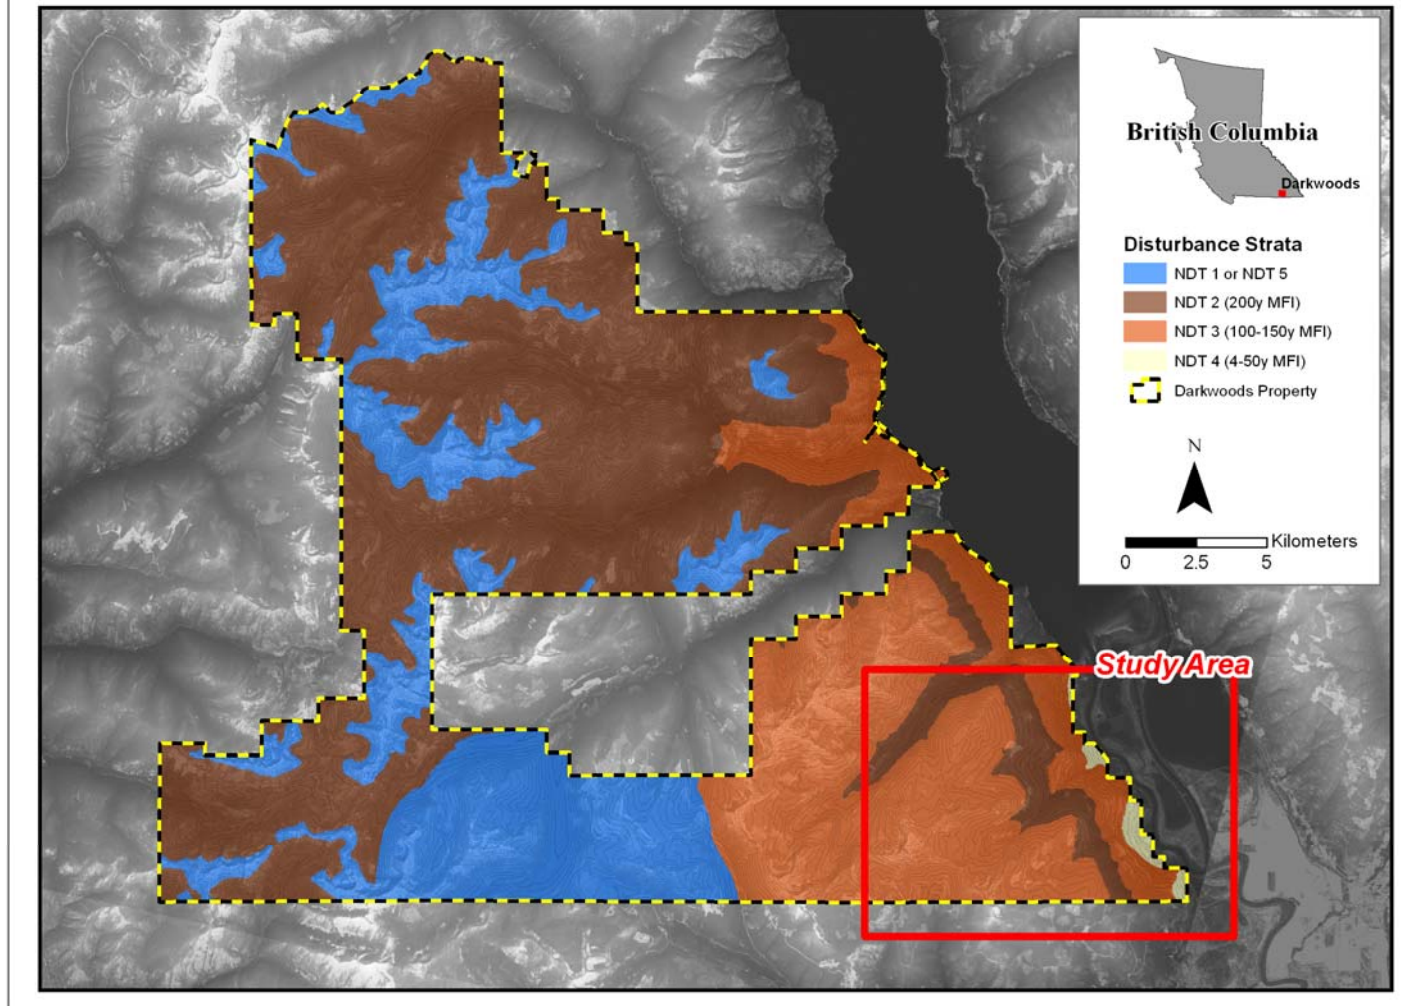 British Columbia
Darkwoods
Disturbance Strata
NDT 1 or NDT 5
NDT 2 (200y MFI)
NDT 3 (100-150y MFI)
NDT 4 (4-50y MFI)
Darkwoods Property
N
Kilometers
0 2.5 5
Study Area